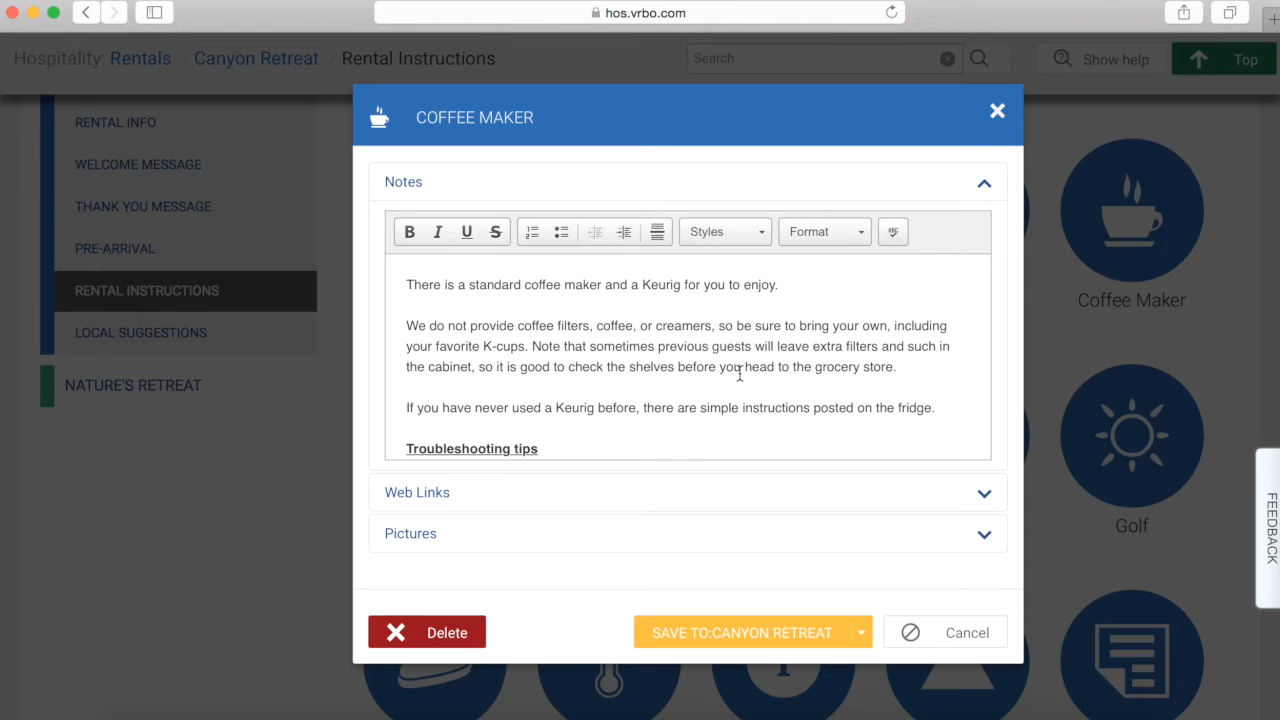 hos.vrbo.com
Hospitality: Rentals / Canyon Retreat / Rental Instructions
Search
Show help
Top
RENTAL INFO
WELCOME MESSAGE
THANK YOU MESSAGE
PRE-ARRIVAL
RENTAL INSTRUCTIONS
LOCAL SUGGESTIONS
NATURE'S RETREAT
COFFEE MAKER
Notes
B I U S
Styles
Format
ABC
There is a standard coffee maker and a Keurig for you to enjoy.
We do not provide coffee filters, coffee, or creamers, so be sure to bring your own, including
your favorite K-cups. Note that sometimes previous guests will leave extra filters and such in
the cabinet, so it is good to check the shelves before you head to the grocery store.
If you have never used a Keurig before, there are simple instructions posted on the fridge.
Troubleshooting tips
Web Links
Pictures
Delete
SAVE TO:CANYON RETREAT
Cancel
Coffee Maker
Golf
FEEDBACK